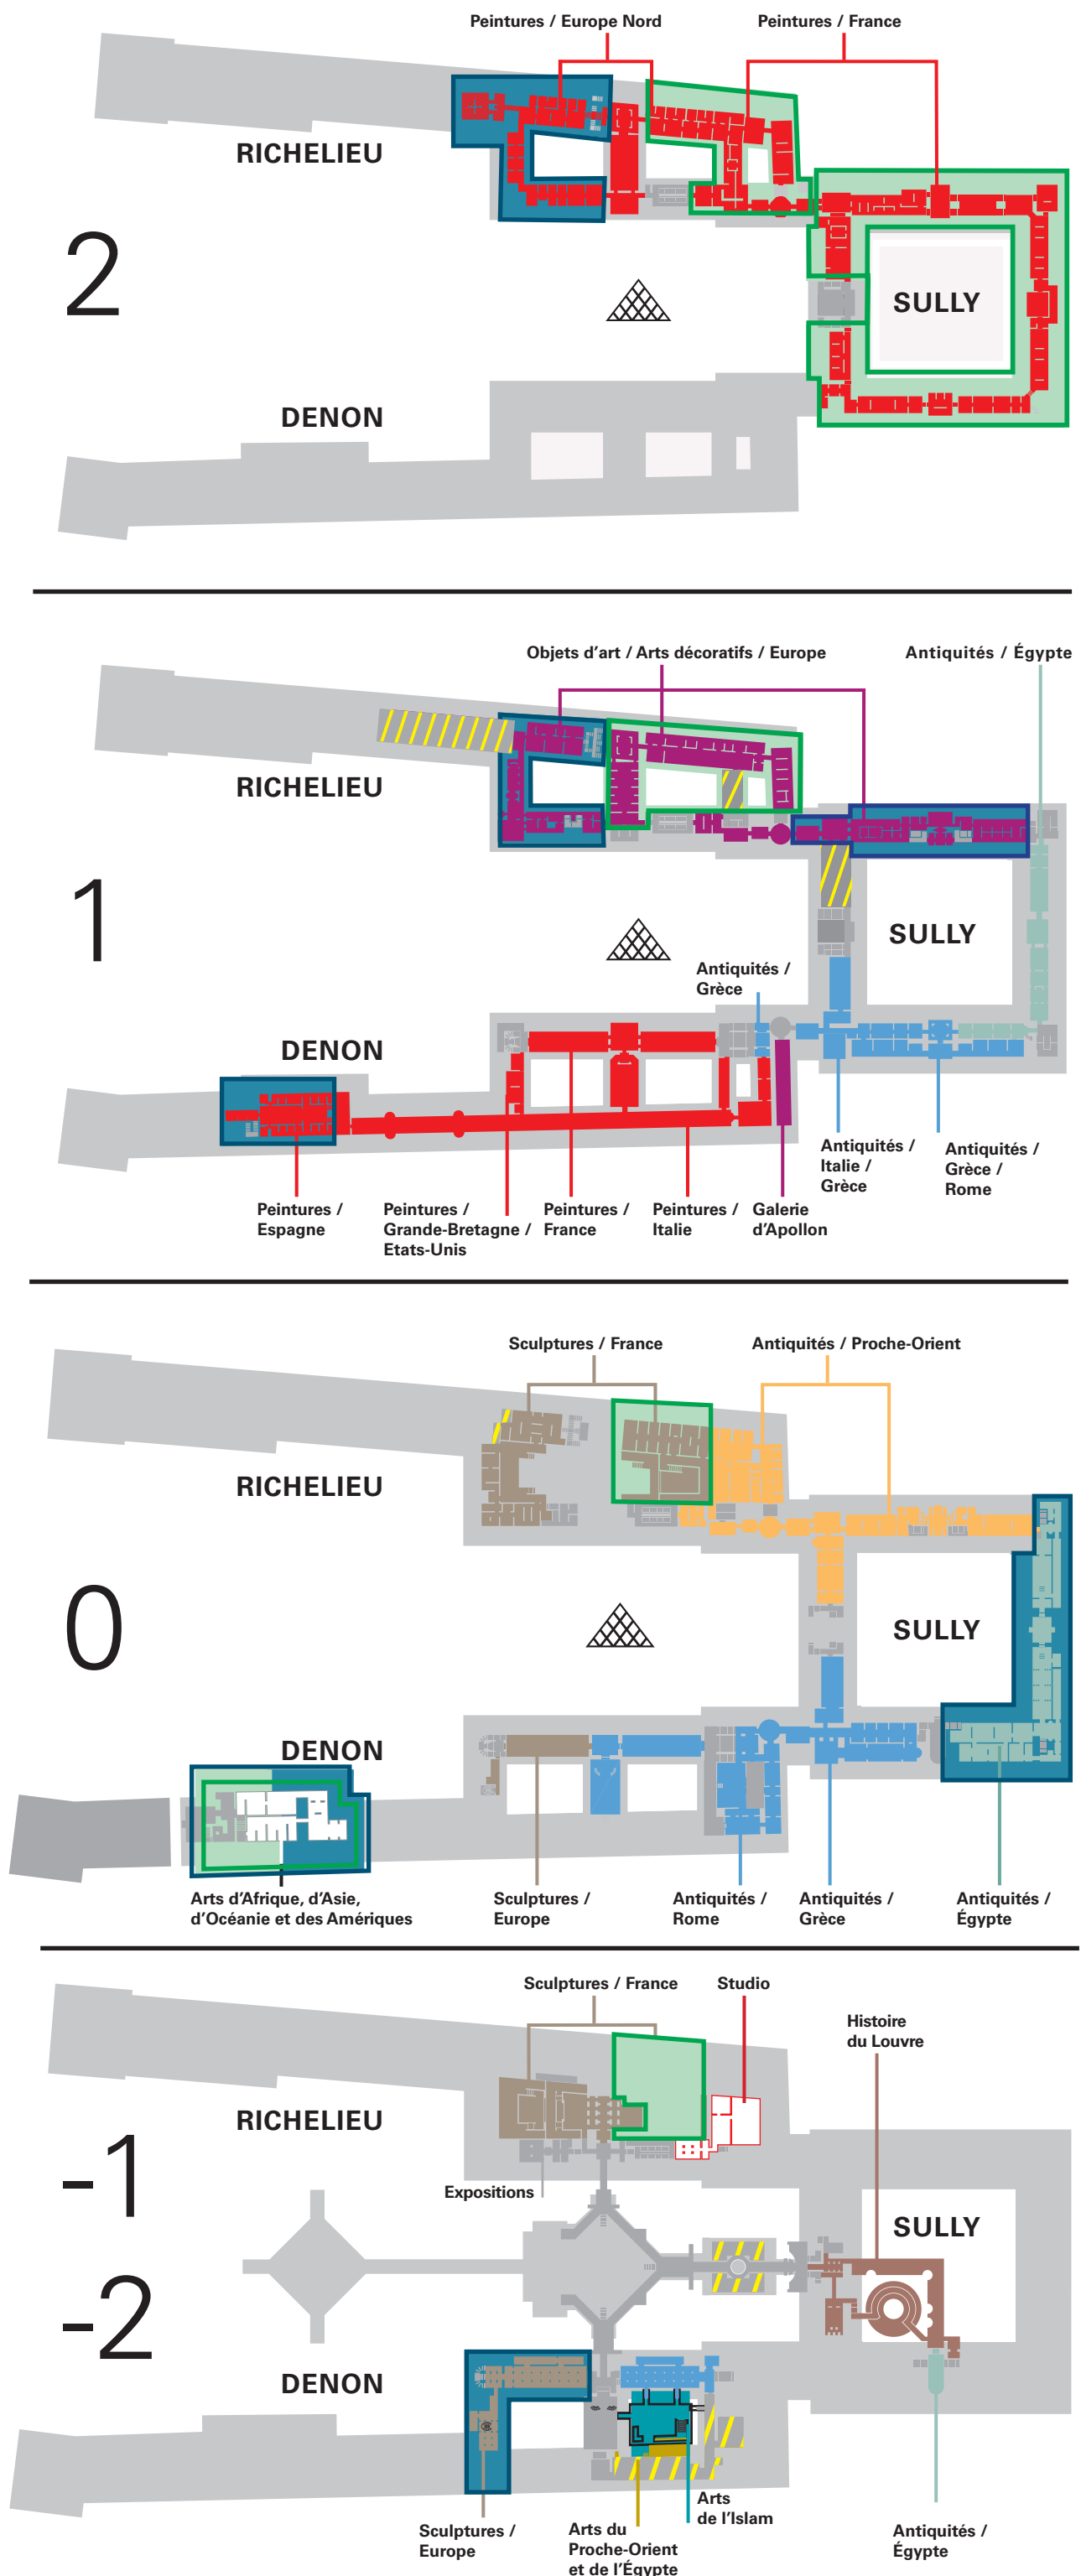 Peintures / Europe Nord
Peintures / France
RICHELIEU
2
SULLY
DENON
Objets d'art / Arts décoratifs / Europe
Antiquités / Égypte
RICHELIEU
1
SULLY
Antiquités /
Grèce
DENON
Peintures /
Espagne
Peintures /
Grande-Bretagne /
Etats-Unis
Peintures /
France
Peintures /
Italie
Galerie
d'Apollon
Antiquités /
Italie /
Grèce
Antiquités /
Grèce /
Rome
Sculptures / France
Antiquités / Proche-Orient
RICHELIEU
0
SULLY
DENON
Arts d'Afrique, d'Asie,
d'Océanie et des Amériques
Sculptures /
Europe
Antiquités /
Rome
Antiquités /
Grèce
Antiquités /
Égypte
Sculptures / France
Studio
Histoire
du Louvre
RICHELIEU
-1
Expositions
SULLY
-2
DENON
Sculptures /
Europe
Arts du
Proche-Orient
et de l'Égypte
Arts
de l'Islam
Antiquités /
Égypte